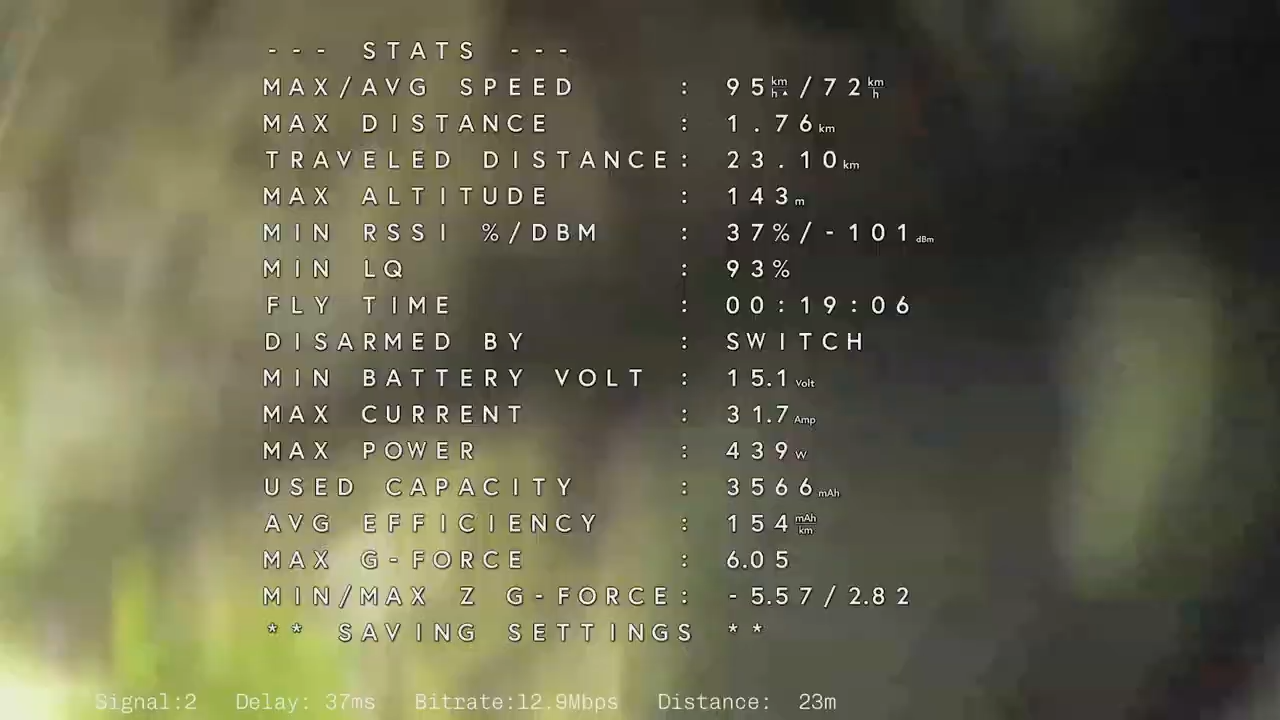 --- STATS ---
MAX/AVG SPEED : 95km/h▲/72km/h
MAX DISTANCE : 1.76km
TRAVELED DISTANCE: 23.10km
MAX ALTITUDE : 143m
MIN RSSI %/DBM : 37%/-101dBm
MIN LQ : 93%
FLY TIME : 00:19:06
DISARMED BY : SWITCH
MIN BATTERY VOLT : 15.1Volt
MAX CURRENT : 31.7Amp
MAX POWER : 439W
USED CAPACITY : 3566mAh
AVG EFFICIENCY : 154mAh/km
MAX G-FORCE : 6.05
MIN/MAX Z G-FORCE: -5.57/2.82
** SAVING SETTINGS **
Signal:2 Delay: 37ms Bitrate:12.9Mbps Distance: 23m